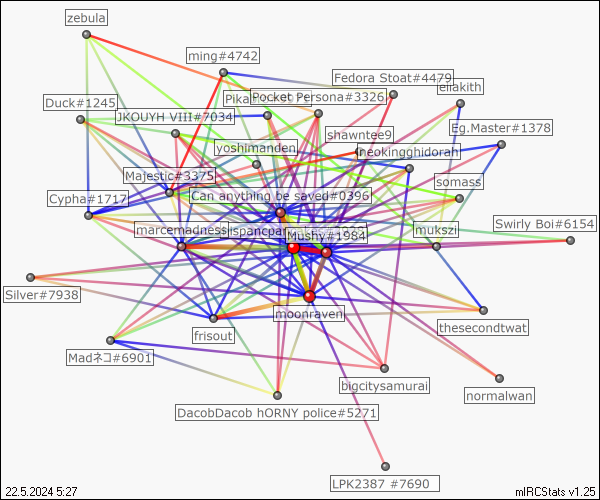 zebula
ming#4742
Fedora Stoat#4479
eliakith
Pocket Persona#3326
Duck#1245
JKOUYH VIII#7034
Eg.Master#1378
shawntee9
yoshimanden
neokingghidorah
Majestic#3375
somass
Cypha#1717
Can anything be saved#0396
Swirly Boi#6154
marcemadness
Mushy#1984
mukszi
Silver#7938
moonraven
thesecondtwat
frisout
Madネコ#6901
bigcitysamurai
normalwan
DacobDacob hORNY police#5271
LPK2387 #7690
22.5.2024 5:27
mIRCStats v1.25